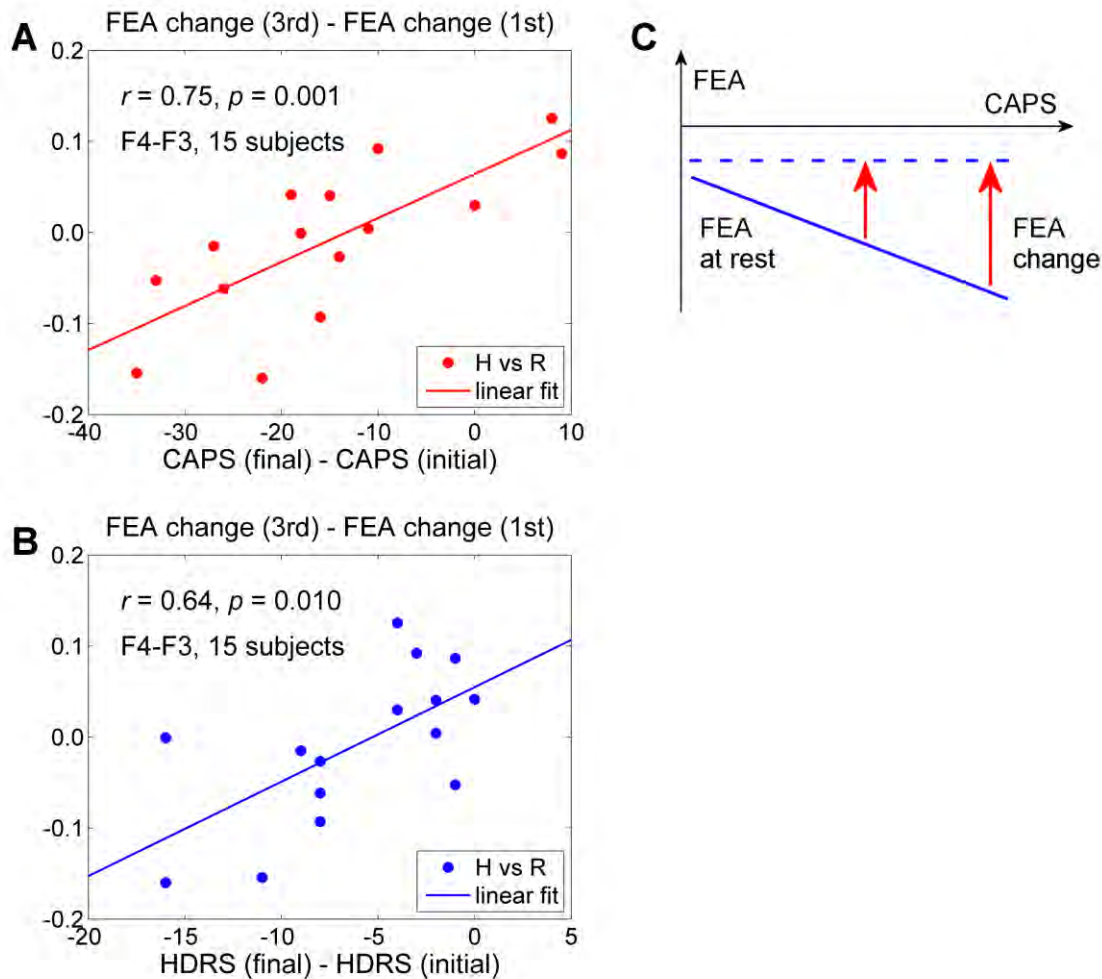 A
FEA change (3rd) - FEA change (1st)
0.2
0.1
0.0
-0.1
-0.2
r = 0.75, p = 0.001
F4-F3, 15 subjects
H vs R
linear fit
-40 -30 -20 -10 0 10
CAPS (final) - CAPS (initial)
B
FEA change (3rd) - FEA change (1st)
0.2
0.1
0.0
-0.1
-0.2
r = 0.64, p = 0.010
F4-F3, 15 subjects
H vs R
linear fit
-20 -15 -10 -5 0 5
HDRS (final) - HDRS (initial)
C
FEA
CAPS
FEA
at rest
FEA
change